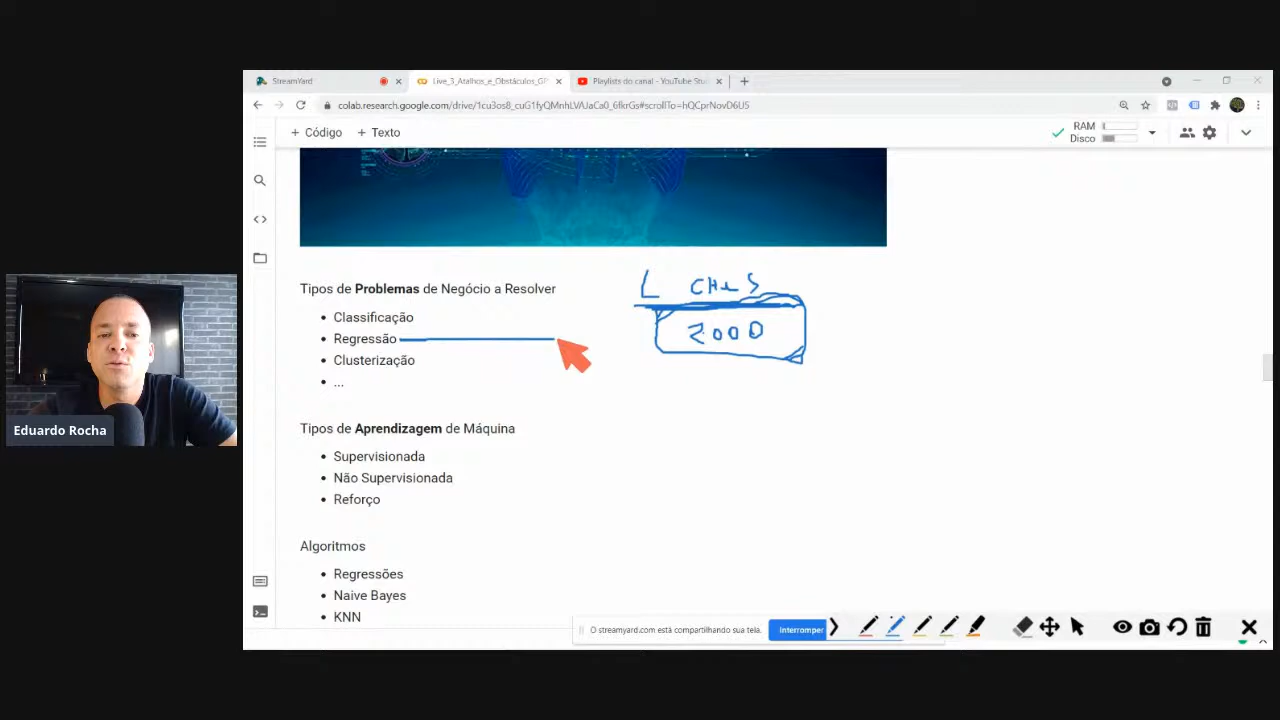 StreamYard
Live_3_Atalhos_e_Obstáculos_GP
Playlists do canal - YouTube Stu
colab.research.google.com/drive/1cu3os8_cuG1fyQMnhLVAJaCa0_6fkrGs#scrollTo=hQCprNovD6U5
+ Código + Texto
RAM
Disco
Tipos de Problemas de Negócio a Resolver
Classificação
Regressão
Clusterização
...
2000
Tipos de Aprendizagem de Máquina
Supervisionada
Não Supervisionada
Reforço
Algoritmos
Regressões
Naive Bayes
KNN
Eduardo Rocha
O streamyard.com está compartilhando sua tela.
Interromper